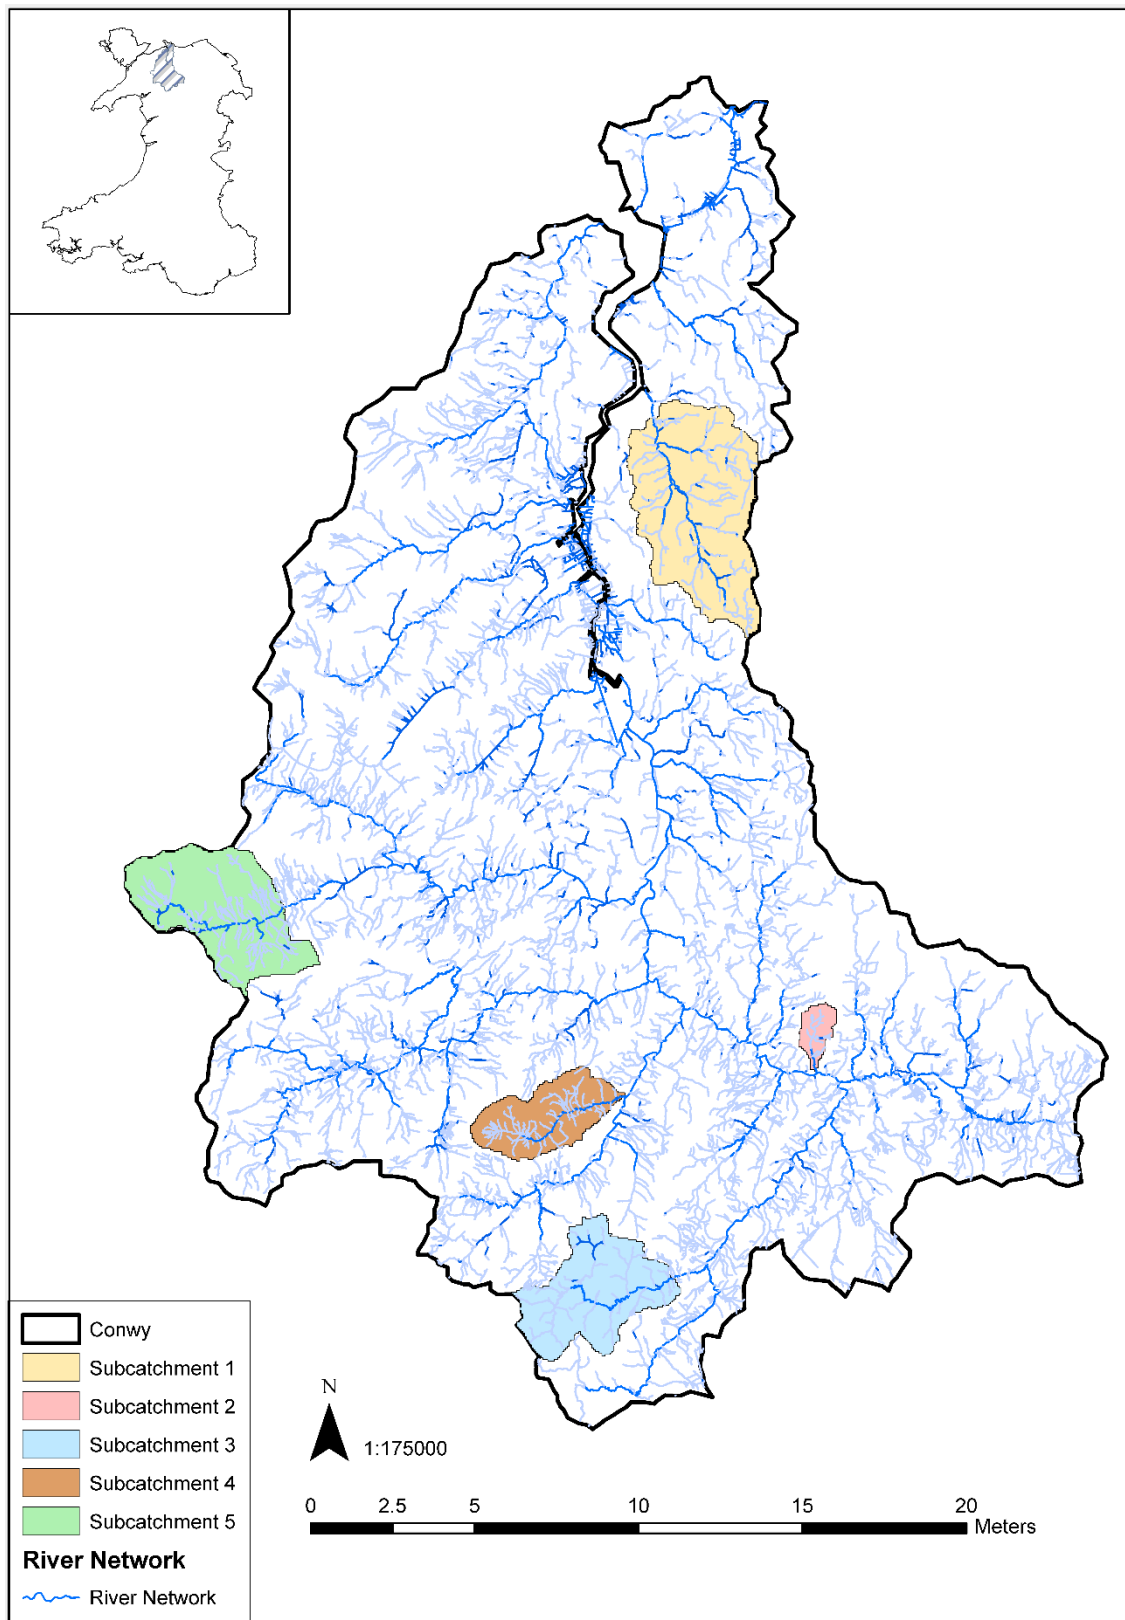 Conwy
Subcatchment 1
Subcatchment 2
Subcatchment 3
Subcatchment 4
Subcatchment 5
River Network
River Network
N
1:175000
0 2.5 5 10 15 20
Meters